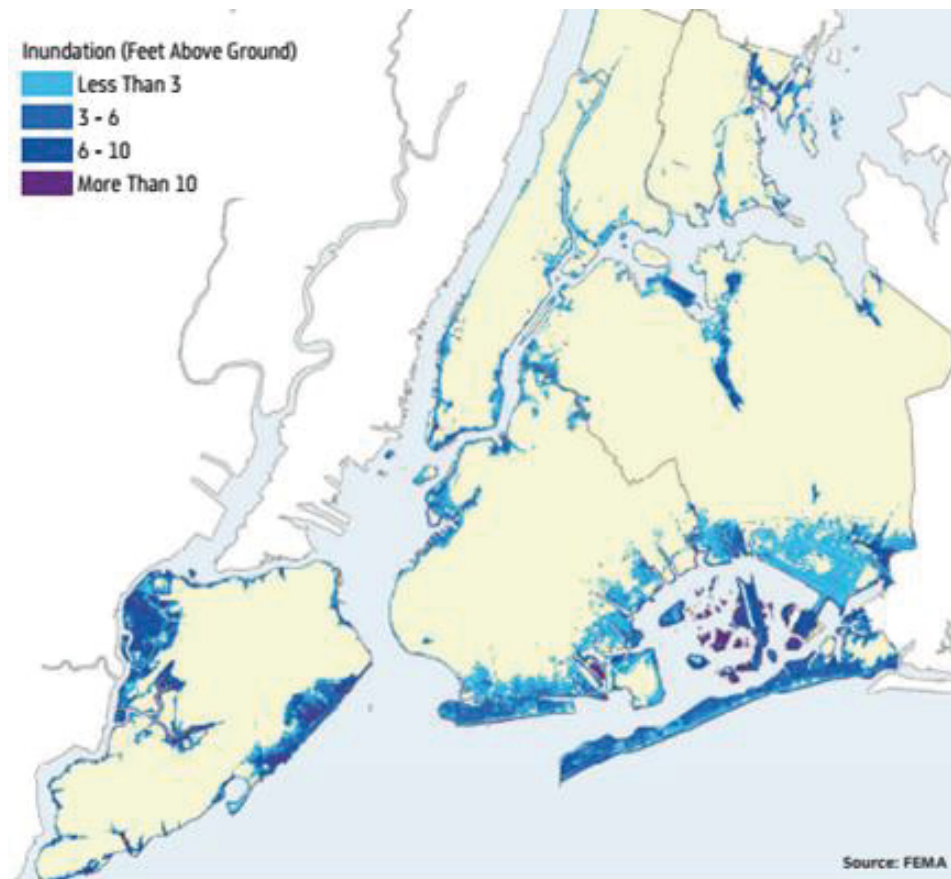 Inundation (Feet Above Ground)
Less Than 3
3 - 6
6 - 10
More Than 10
Source: FEMA